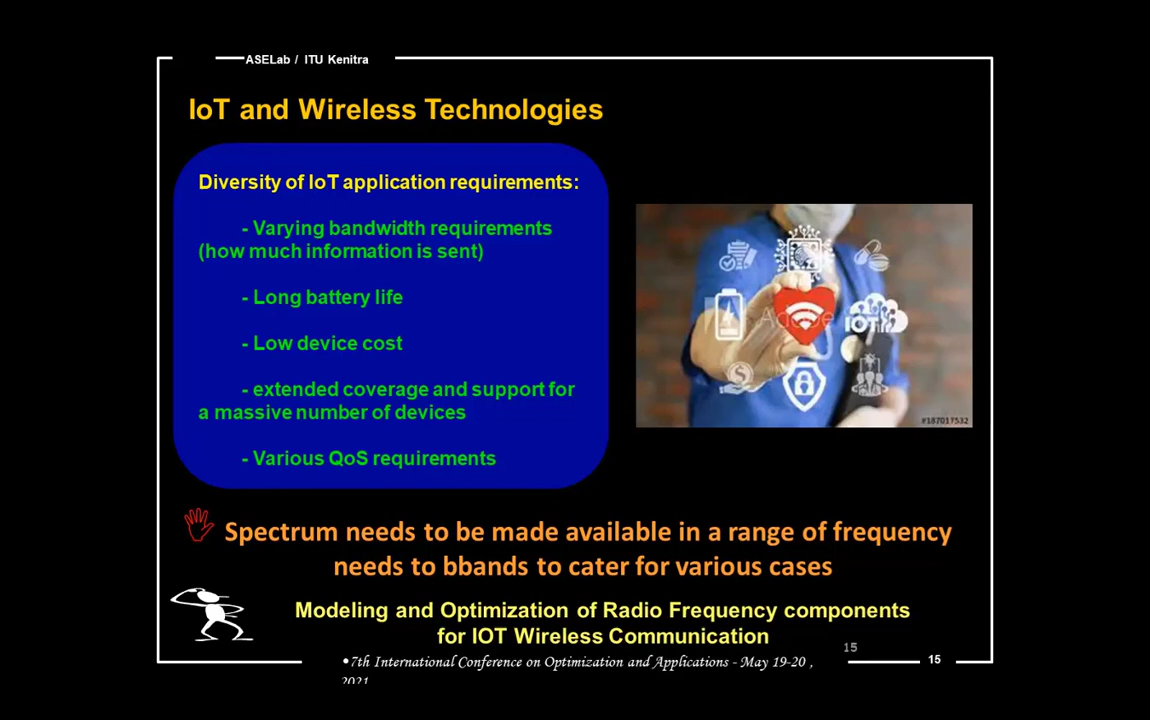 ASELab / ITU Kenitra
IoT and Wireless Technologies
Diversity of IoT application requirements:
- Varying bandwidth requirements
(how much information is sent)
- Long battery life
- Low device cost
- extended coverage and support for
a massive number of devices
- Various QoS requirements
IOT
#187017532
Spectrum needs to be made available in a range of frequency
needs to bbands to cater for various cases
Modeling and Optimization of Radio Frequency components
for IOT Wireless Communication
15
•7th International Conference on Optimization and Applications - May 19-20 ,
2021
15